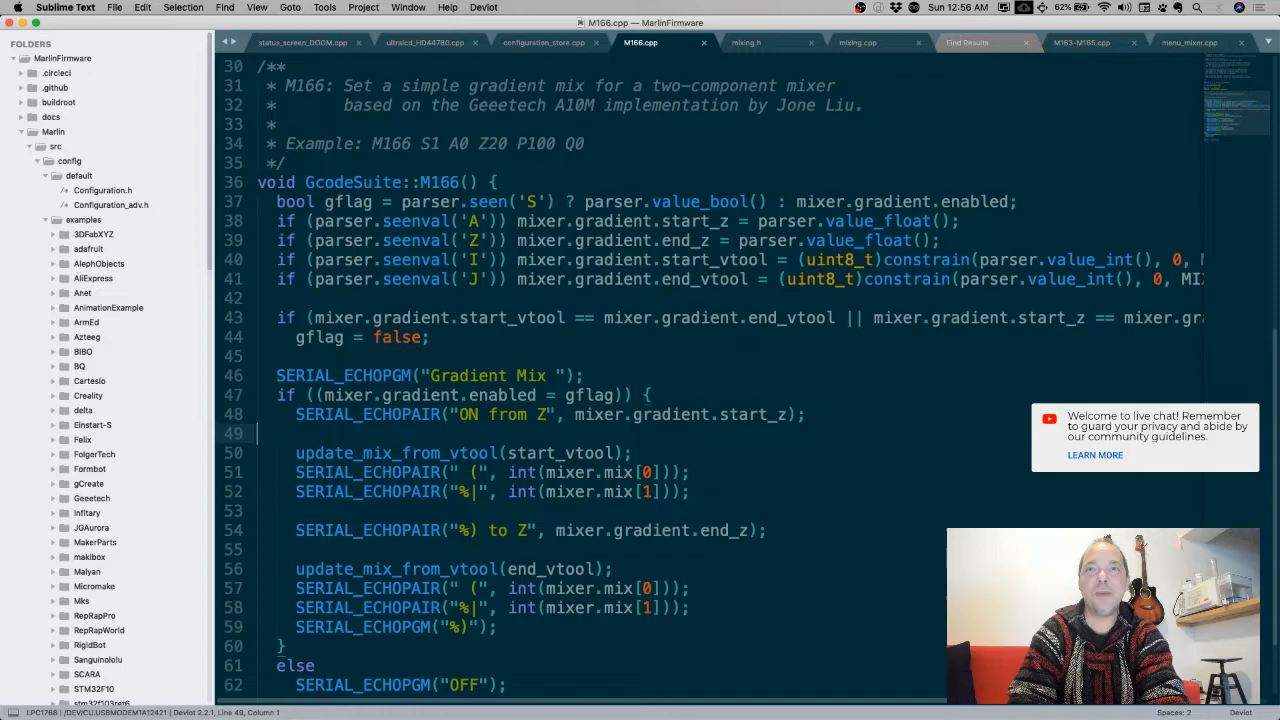 Sublime Text File Edit Selection Find View Goto Tools Project Window Help Deviot 62% Sun Sep 29 12:56 AM
M166.cpp — MarlinFirmware
FOLDERS
MarlinFirmware
.circleci
.github
buildroot
docs
Marlin
src
config
default
Configuration.h
Configuration_adv.h
examples
3DFabXYZ
adafruit
AlephObjects
AliExpress
Anet
AnimationExample
ArmEd
Azteeg
BIBO
BQ
Cartesio
Creality
delta
Einstart-S
Felix
FolgerTech
Formbot
gCreate
Geeetech
Infitary
JGAurora
MakerParts
makibox
Malyan
Micromake
Mks
RepRapPro
RepRapWorld
RigidBot
Sanguinololu
SCARA
STM32F10
stm32f103ret6
status_screen_DOGM.cpp ultralcd_HD44780.cpp configuration_store.cpp M166.cpp mixing.h mixing.cpp Find Results M163-M165.cpp menu_mixer.cpp
30 /**
31 * M166: Set a simple gradient mix for a two-component mixer
32 * based on the Geeetech A10M implementation by Jone Liu.
33 *
34 * Example: M166 S1 A0 Z20 P100 Q0
35 */
36 void GcodeSuite::M166() {
37 bool gflag = parser.seen('S') ? parser.value_bool() : mixer.gradient.enabled;
38 if (parser.seenval('A')) mixer.gradient.start_z = parser.value_float();
39 if (parser.seenval('Z')) mixer.gradient.end_z = parser.value_float();
40 if (parser.seenval('I')) mixer.gradient.start_vtool = (uint8_t)constrain(parser.value_int(), 0, M
41 if (parser.seenval('J')) mixer.gradient.end_vtool = (uint8_t)constrain(parser.value_int(), 0, MI
42
43 if (mixer.gradient.start_vtool == mixer.gradient.end_vtool || mixer.gradient.start_z == mixer.gr
44 gflag = false;
45
46 SERIAL_ECHOPGM("Gradient Mix ");
47 if ((mixer.gradient.enabled = gflag)) {
48 SERIAL_ECHOPAIR("ON from Z", mixer.gradient.start_z);
49
50 update_mix_from_vtool(start_vtool);
51 SERIAL_ECHOPAIR(" (", int(mixer.mix[0]));
52 SERIAL_ECHOPAIR("%|", int(mixer.mix[1]));
53
54 SERIAL_ECHOPAIR("%) to Z", mixer.gradient.end_z);
55
56 update_mix_from_vtool(end_vtool);
57 SERIAL_ECHOPAIR(" (", int(mixer.mix[0]));
58 SERIAL_ECHOPAIR("%|", int(mixer.mix[1]));
59 SERIAL_ECHOPGM("%)");
60 }
61 else
62 SERIAL_ECHOPGM("OFF");
Welcome to live chat! Remember
to guard your privacy and abide by
our community guidelines.
LEARN MORE
LPC1768 | /DEV/CU.USBMODEM1A12421 | Deviot 2.2.1, Line 49, Column 1 Spaces: 2 Deviot